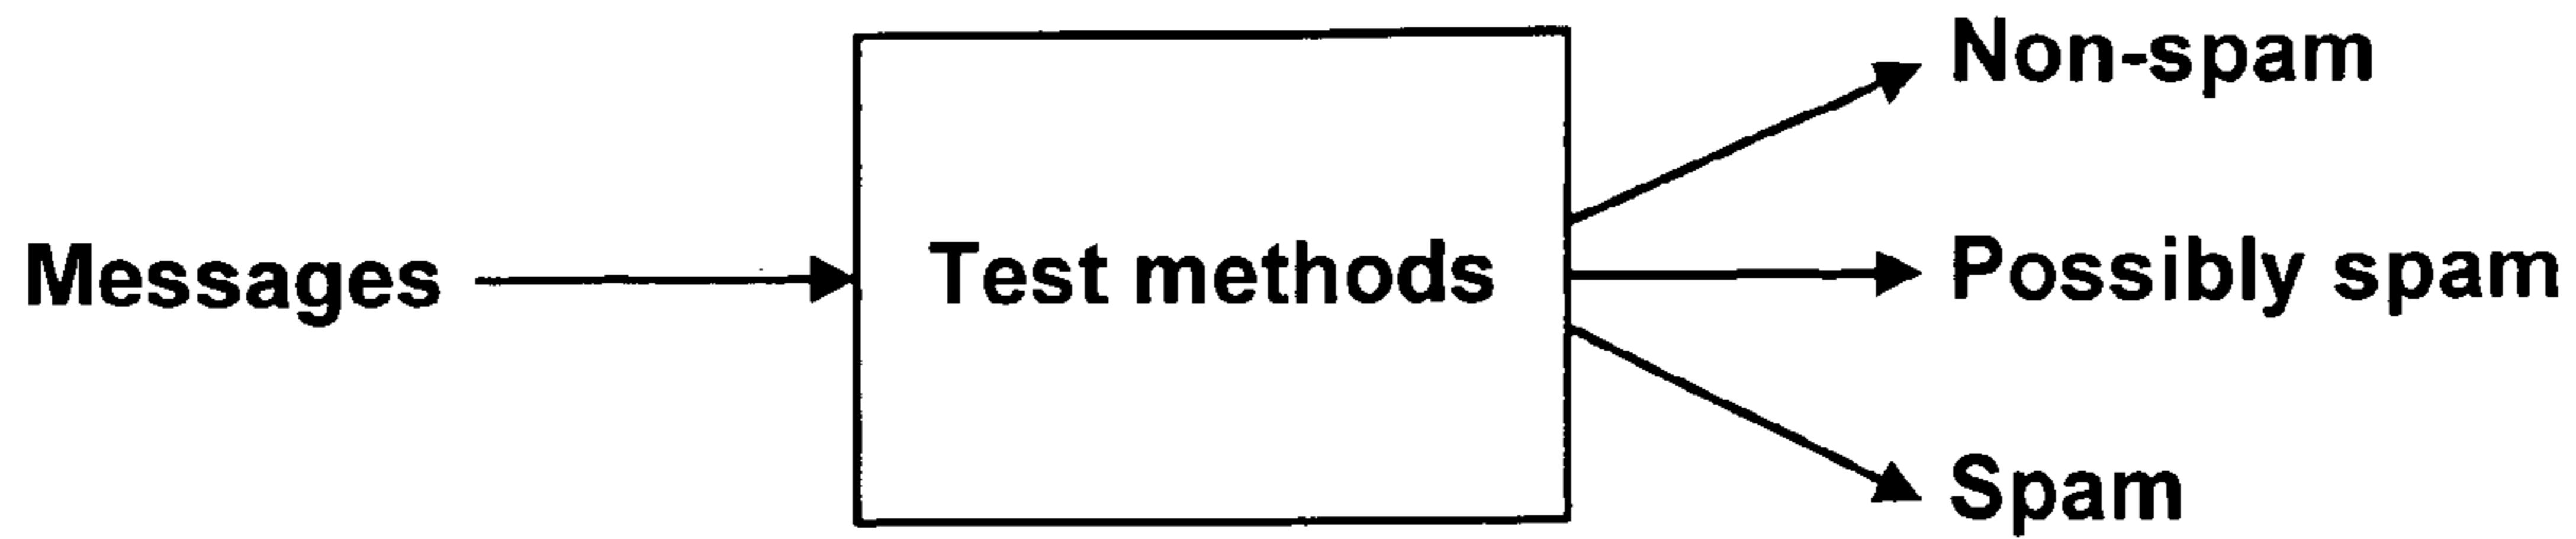 Messages
Test methods
Non-spam
Possibly spam
Spam